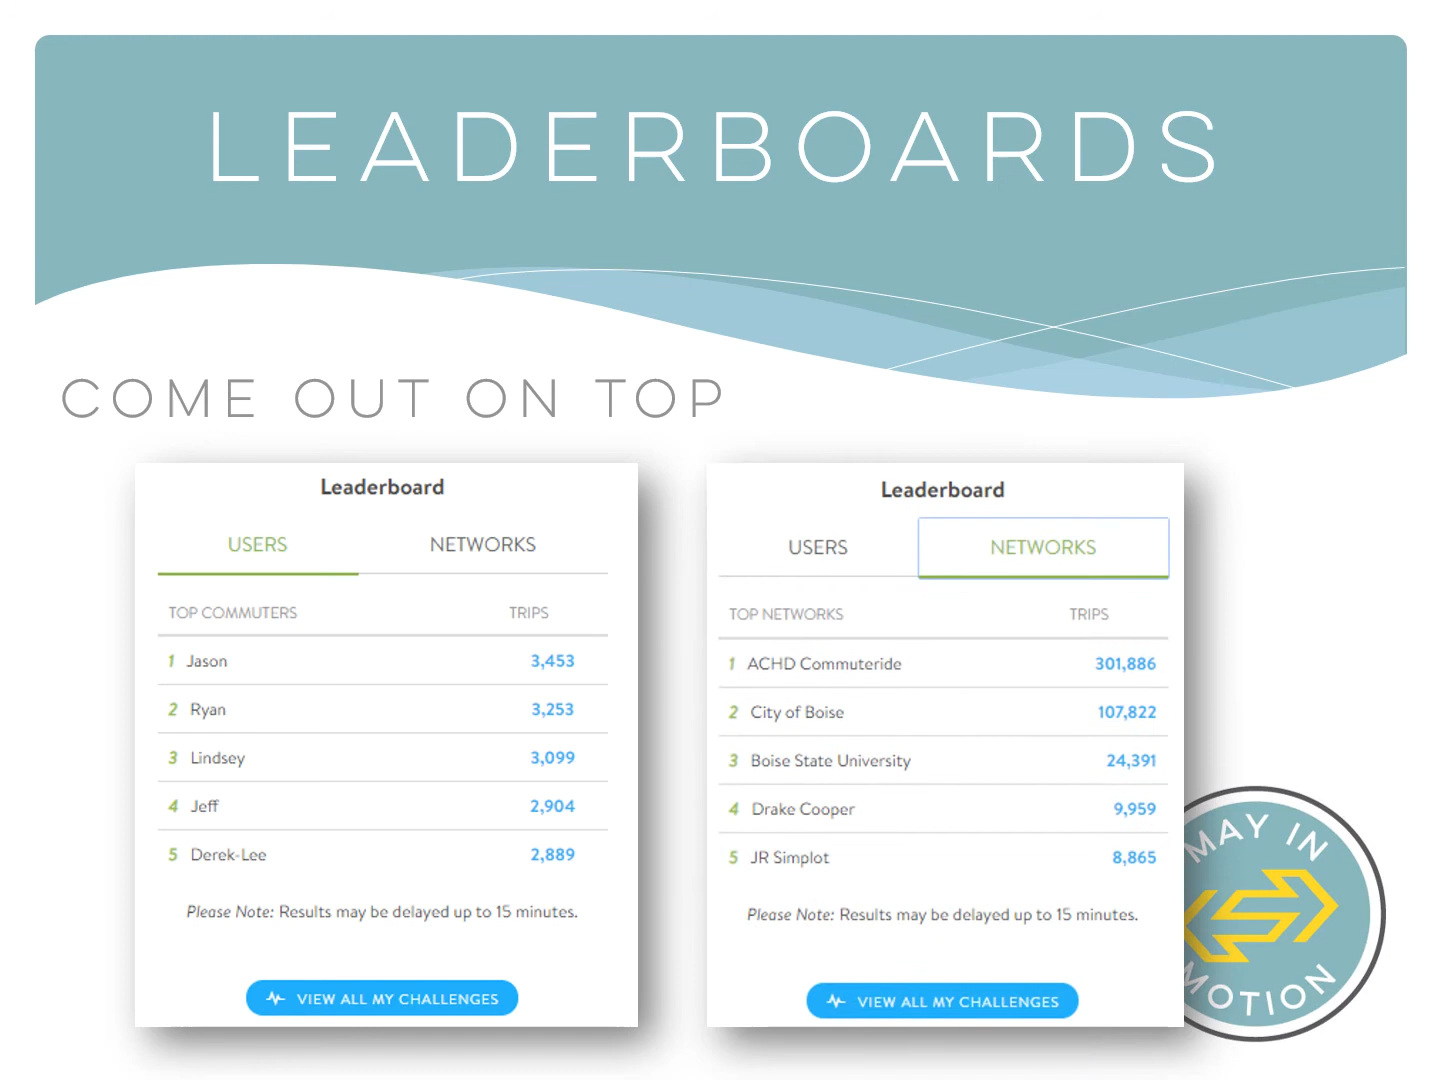 LEADERBOARDS
COME OUT ON TOP
Leaderboard
USERS NETWORKS
TOP COMMUTERS TRIPS
1 Jason 3,453
2 Ryan 3,253
3 Lindsey 3,099
4 Jeff 2,904
5 Derek-Lee 2,889
Please Note: Results may be delayed up to 15 minutes.
VIEW ALL MY CHALLENGES
Leaderboard
USERS NETWORKS
TOP NETWORKS TRIPS
1 ACHD Commuteride 301,886
2 City of Boise 107,822
3 Boise State University 24,391
4 Drake Cooper 9,959
5 JR Simplot 8,865
Please Note: Results may be delayed up to 15 minutes.
VIEW ALL MY CHALLENGES
MAY IN
MOTION